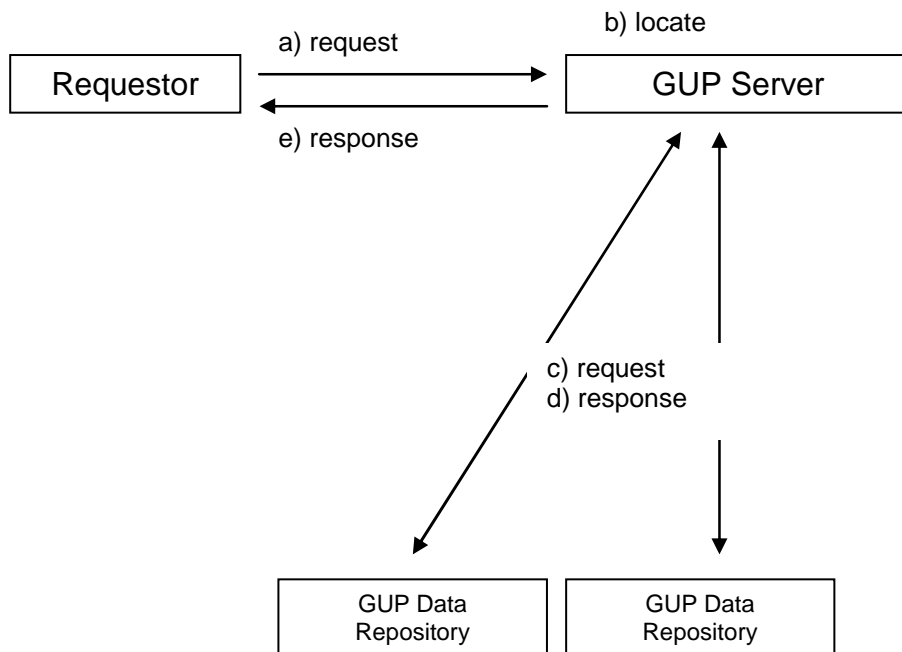 b) locate
a) request
Requestor
GUP Server
e) response
c) request
d) response
GUP Data
Repository
GUP Data
Repository